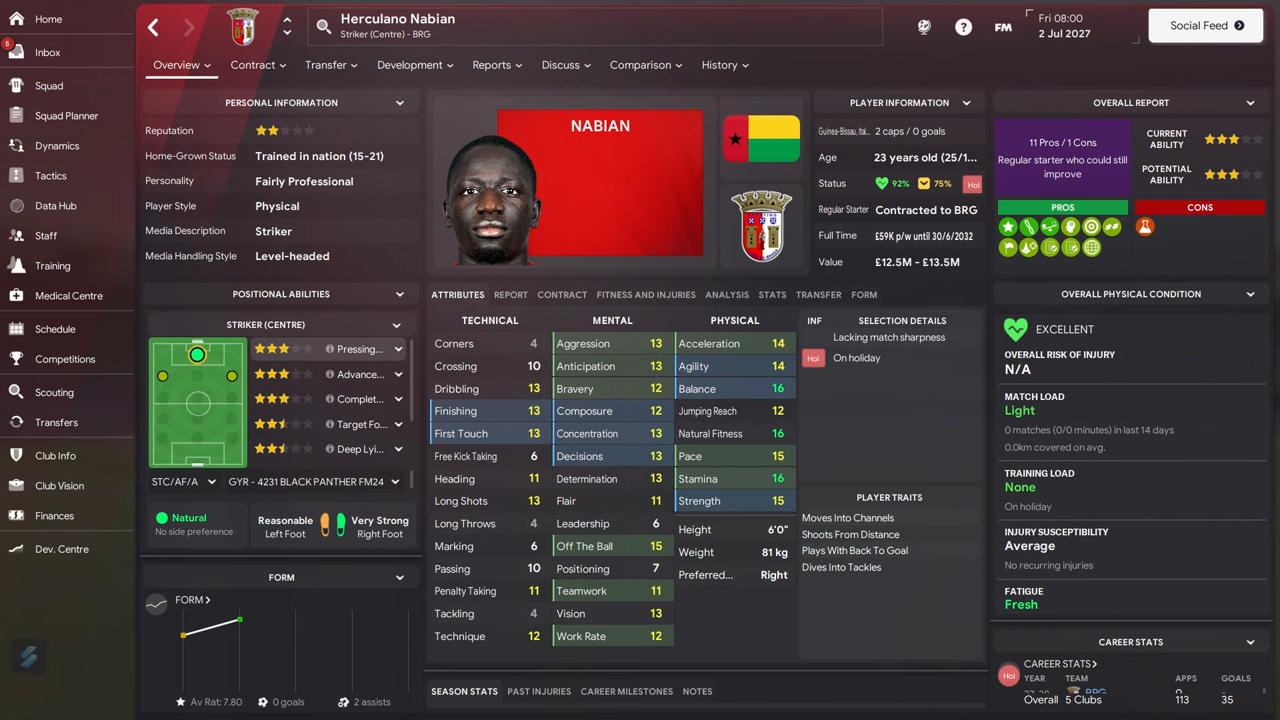 Home
5
Inbox
Squad
Squad Planner
Dynamics
Tactics
Data Hub
Staff
Training
Medical Centre
Schedule
Competitions
Scouting
Transfers
Club Info
Club Vision
Finances
Dev. Centre
Herculano Nabian
Striker (Centre) - BRG
FM
Fri 08:00
2 Jul 2027
Social Feed
Overview
Contract
Transfer
Development
Reports
Discuss
Comparison
History
PERSONAL INFORMATION
Reputation
Home-Grown Status Trained in nation (15-21)
Personality Fairly Professional
Player Style Physical
Media Description Striker
Media Handling Style Level-headed
NABIAN
PLAYER INFORMATION
Guinea-Bissau, Ital... 2 caps / 0 goals
Age 23 years old (25/1...
Status 92% 75% Hol
Regular Starter Contracted to BRG
Full Time £59K p/w until 30/6/2032
Value £12.5M - £13.5M
OVERALL REPORT
11 Pros / 1 Cons
Regular starter who could still
improve
CURRENT
ABILITY
POTENTIAL
ABILITY
PROS
CONS
POSITIONAL ABILITIES
STRIKER (CENTRE)
Pressing...
Advance...
Complet...
Target Fo...
Deep Lyi...
STC/AF/A
GYR - 4231 BLACK PANTHER FM24
Natural
No side preference
Reasonable
Left Foot
Very Strong
Right Foot
FORM
FORM
Av Rat: 7.80
0 goals
2 assists
ATTRIBUTES
REPORT
CONTRACT
FITNESS AND INJURIES
ANALYSIS
STATS
TRANSFER
FORM
TECHNICAL
Corners 4
Crossing 10
Dribbling 13
Finishing 13
First Touch 13
Free Kick Taking 6
Heading 11
Long Shots 13
Long Throws 4
Marking 6
Passing 10
Penalty Taking 11
Tackling 4
Technique 12
MENTAL
Aggression 13
Anticipation 13
Bravery 12
Composure 12
Concentration 13
Decisions 13
Determination 13
Flair 11
Leadership 6
Off The Ball 15
Positioning 7
Teamwork 11
Vision 13
Work Rate 12
PHYSICAL
Acceleration 14
Agility 14
Balance 16
Jumping Reach 12
Natural Fitness 16
Pace 15
Stamina 16
Strength 15
Height 6'0"
Weight 81 kg
Preferred... Right
INF SELECTION DETAILS
Lacking match sharpness
Hol On holiday
PLAYER TRAITS
Moves Into Channels
Shoots From Distance
Plays With Back To Goal
Dives Into Tackles
SEASON STATS
PAST INJURIES
CAREER MILESTONES
NOTES
OVERALL PHYSICAL CONDITION
EXCELLENT
OVERALL RISK OF INJURY
N/A
MATCH LOAD
Light
0 matches (0/0 minutes) in last 14 days
0.0km covered on avg.
TRAINING LOAD
None
On holiday
INJURY SUSCEPTIBILITY
Average
No recurring injuries
FATIGUE
Fresh
CAREER STATS
Hol
CAREER STATS
YEAR TEAM APPS GOALS
BRG
Overall 5 Clubs 113 35